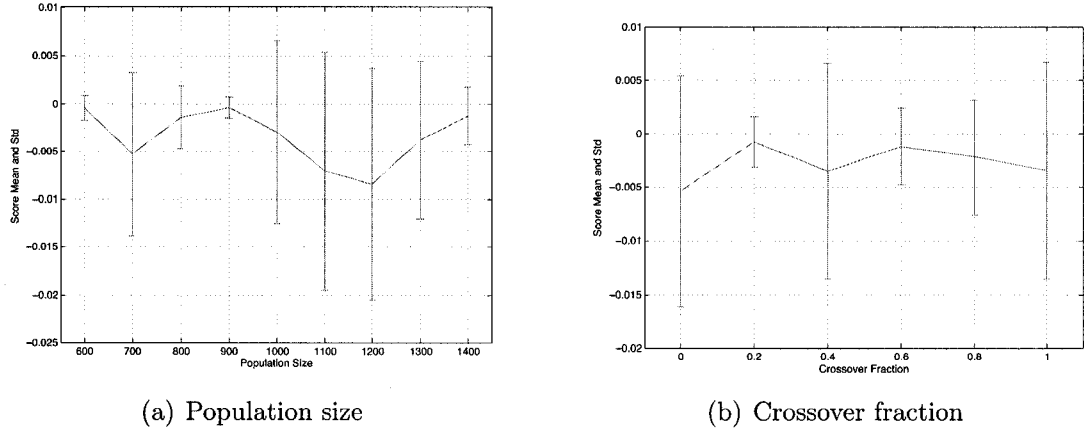 0.01
0.005
0
−0.005
−0.01
−0.015
−0.02
−0.025
Score Mean and Std
600 700 800 900 1000 1100 1200 1300 1400
Population Size
(a) Population size
0.01
0.005
0
−0.005
−0.01
−0.015
−0.02
Score Mean and Std
0 0.2 0.4 0.6 0.8 1
Crossover Fraction
(b) Crossover fraction